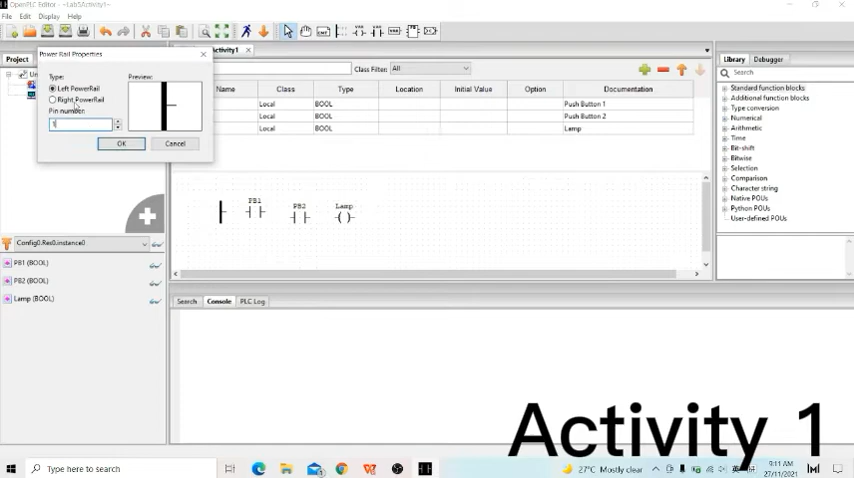 OpenPLC Editor - ~Lab5Activity1~
File Edit Display Help
Project
Power Rail Properties
Type:
Left PowerRail
Right PowerRail
Pin number:
1
Preview:
OK
Cancel
Activity1
Class Filter: All
Name Class Type Location Initial Value Option Documentation
Local BOOL Push Button 1
Local BOOL Push Button 2
Local BOOL Lamp
PB1
PB2
Lamp
Config0.Res0.instance0
PB1 (BOOL)
PB2 (BOOL)
Lamp (BOOL)
Search Console PLC Log
Library Debugger
Search
Standard function blocks
Additional function blocks
Type conversion
Numerical
Arithmetic
Time
Bit-shift
Bitwise
Selection
Comparison
Character string
Native POUs
Python POUs
User-defined POUs
Activity 1
Type here to search
27°C Mostly clear
9:11 AM
27/11/2021